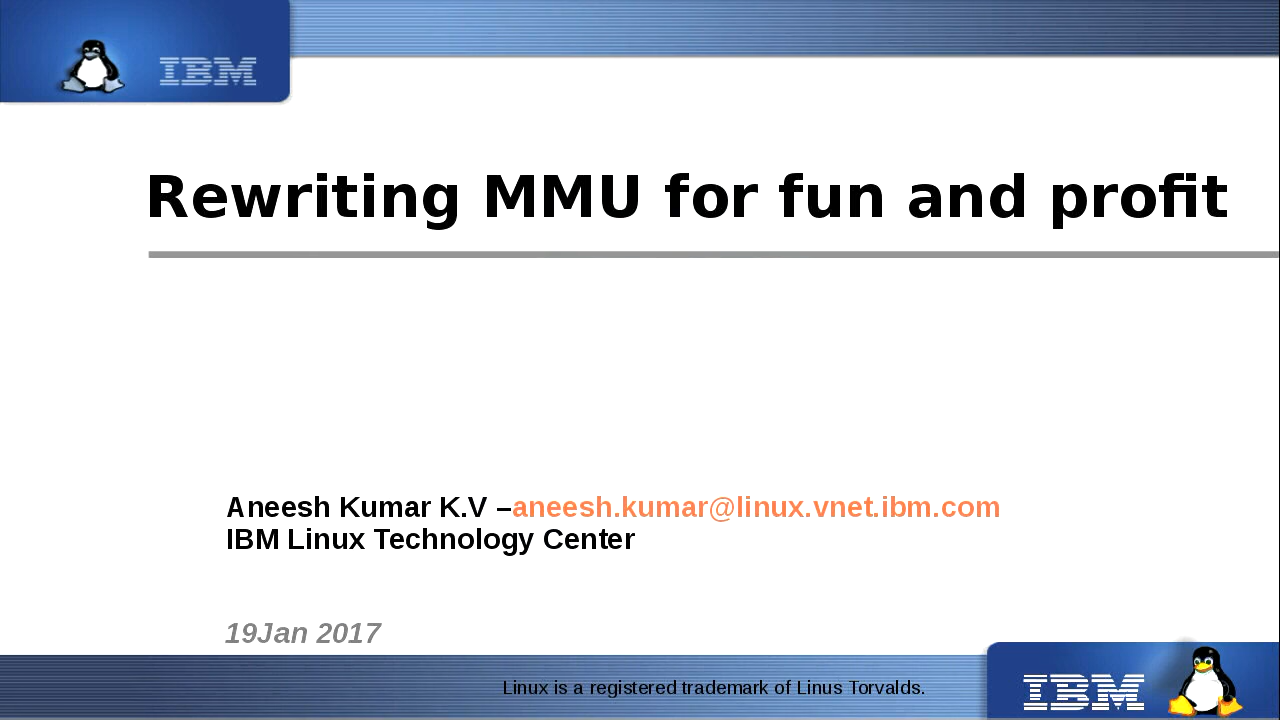 IBM
Rewriting MMU for fun and profit
Aneesh Kumar K.V –aneesh.kumar@linux.vnet.ibm.com
IBM Linux Technology Center
19Jan 2017
Linux is a registered trademark of Linus Torvalds.
IBM